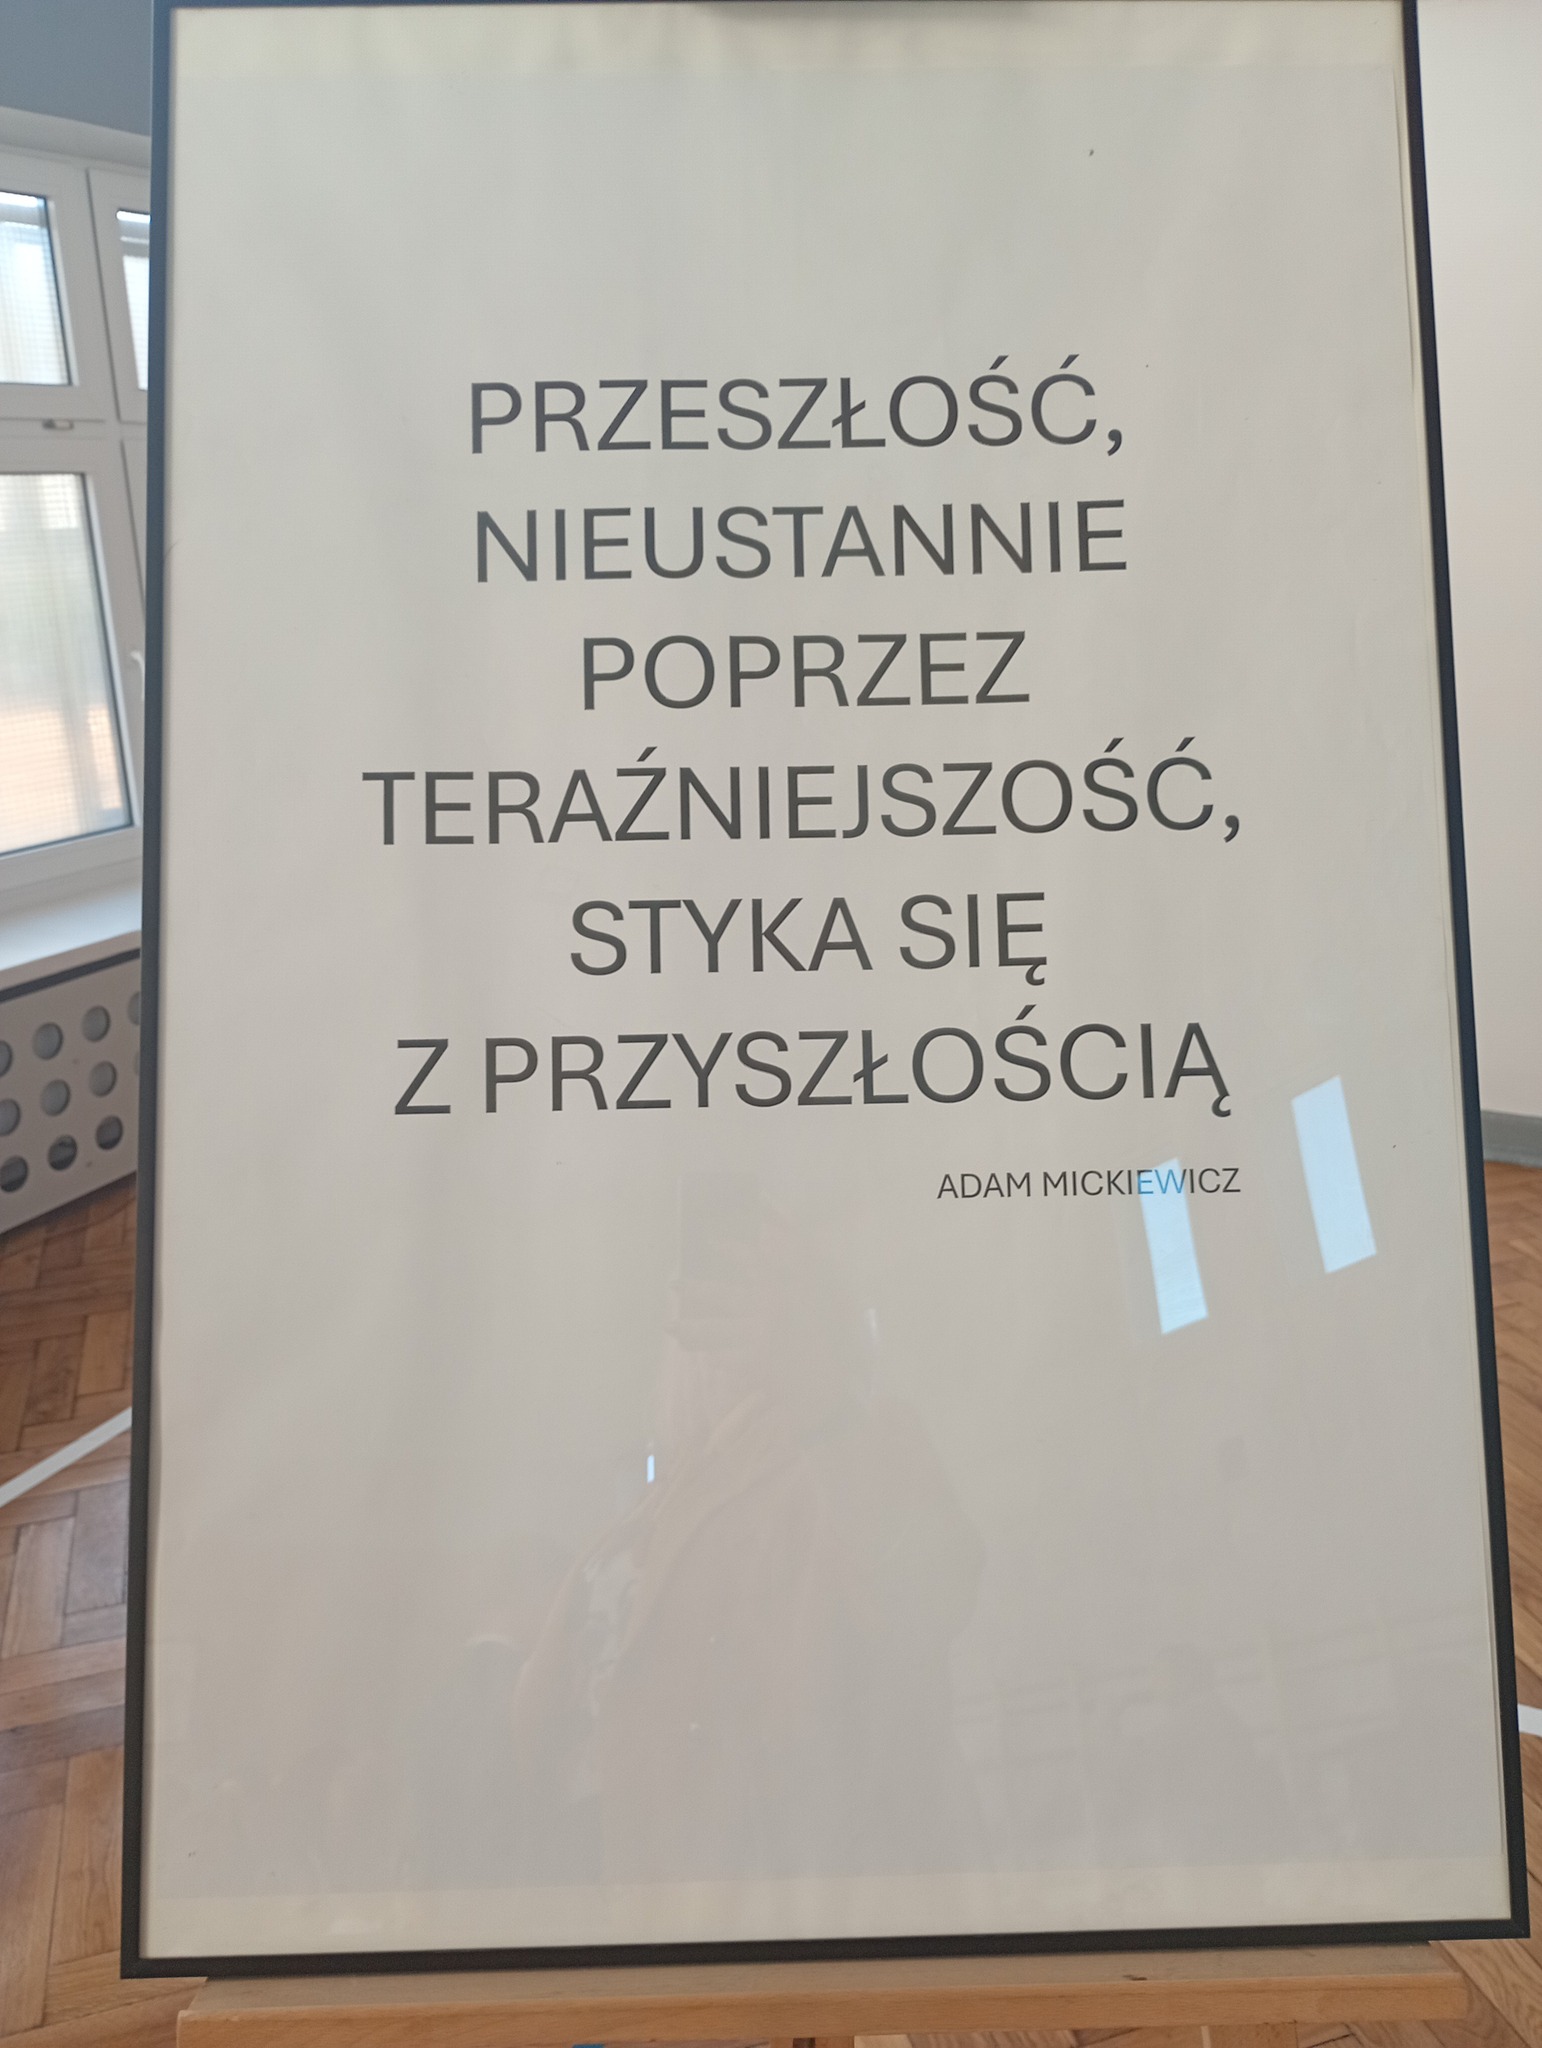 PRZESZŁOŚĆ,
NIEUSTANNIE
POPRZEZ
TERAŹNIEJSZOŚĆ,
STYKA SIĘ
Z PRZYSZŁOŚCIĄ
ADAM MICKIEWICZ